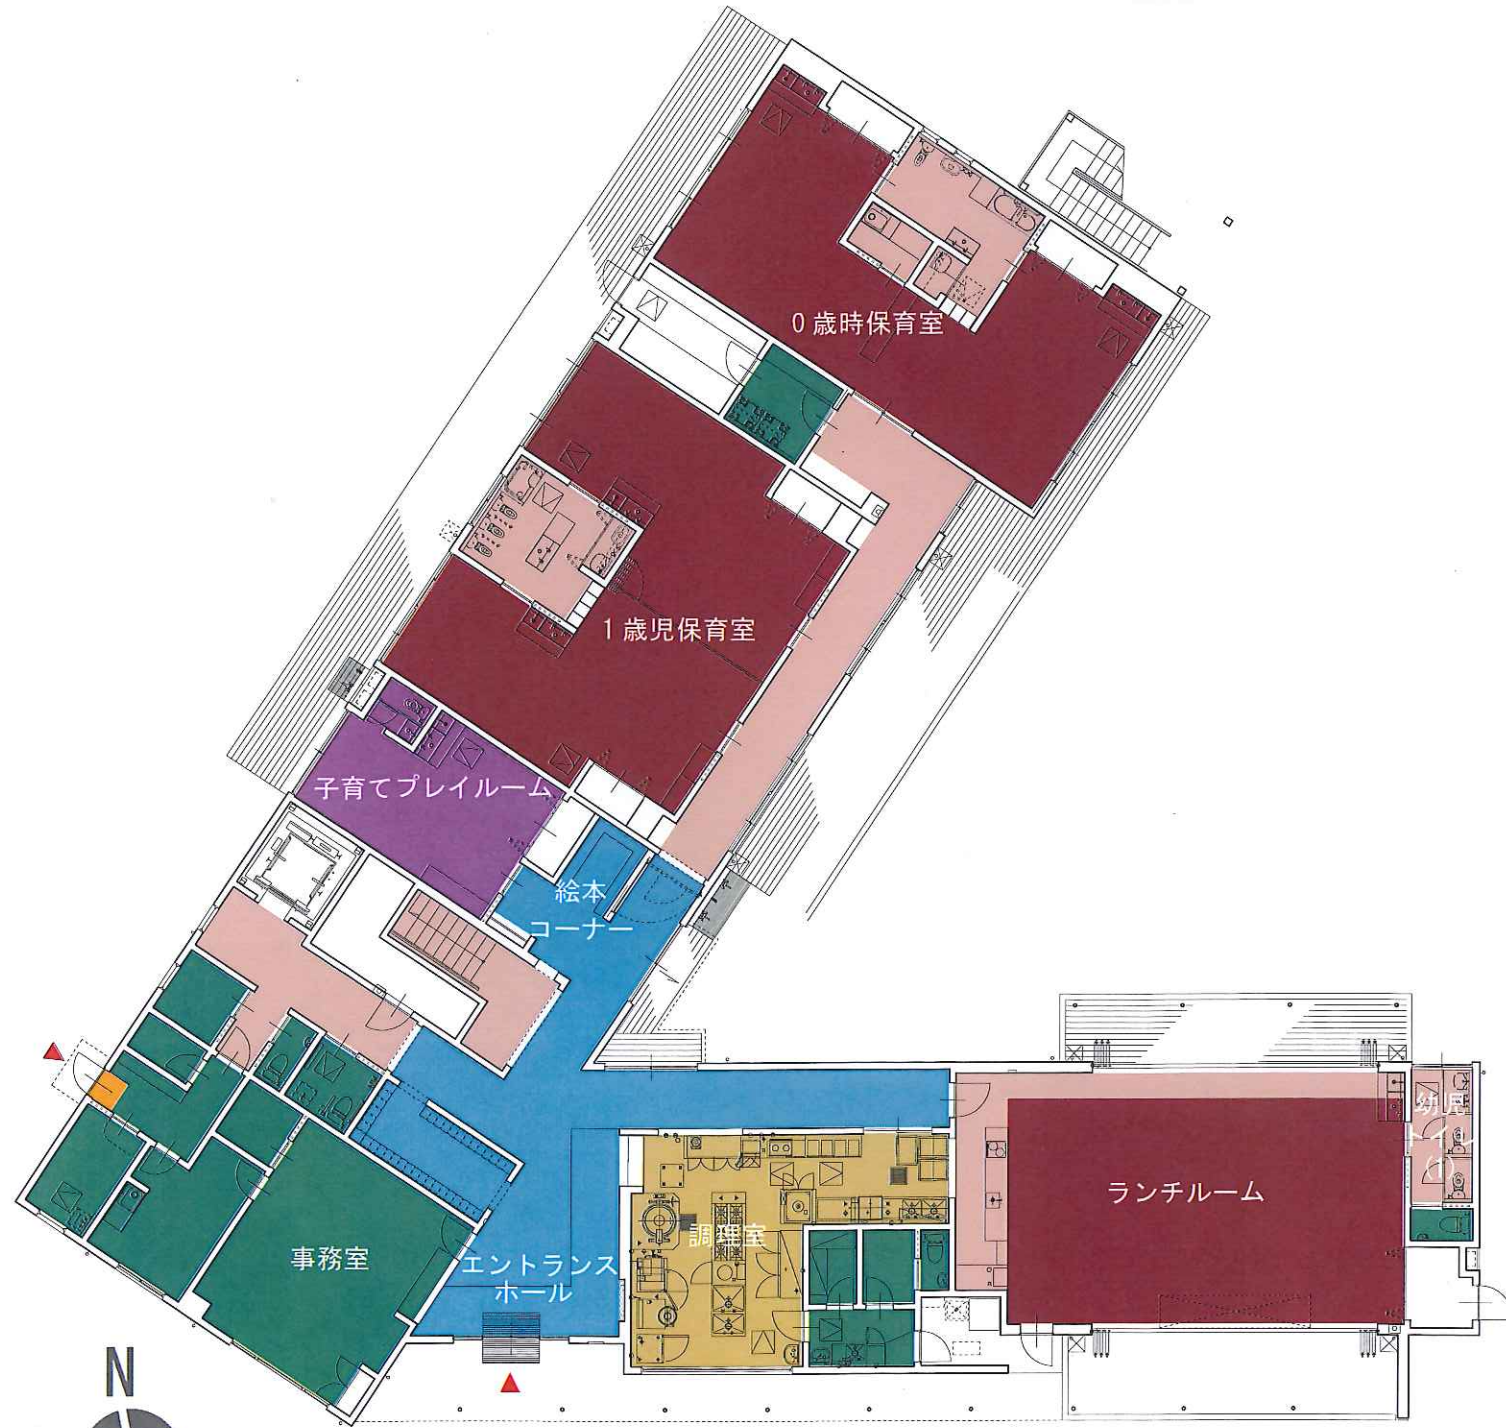 0歳時保育室
1歳児保育室
子育てプレイルーム
絵本
コーナー
幼児
トイレ
(1)
ランチルーム
調理室
事務室
エントランス
ホール
N